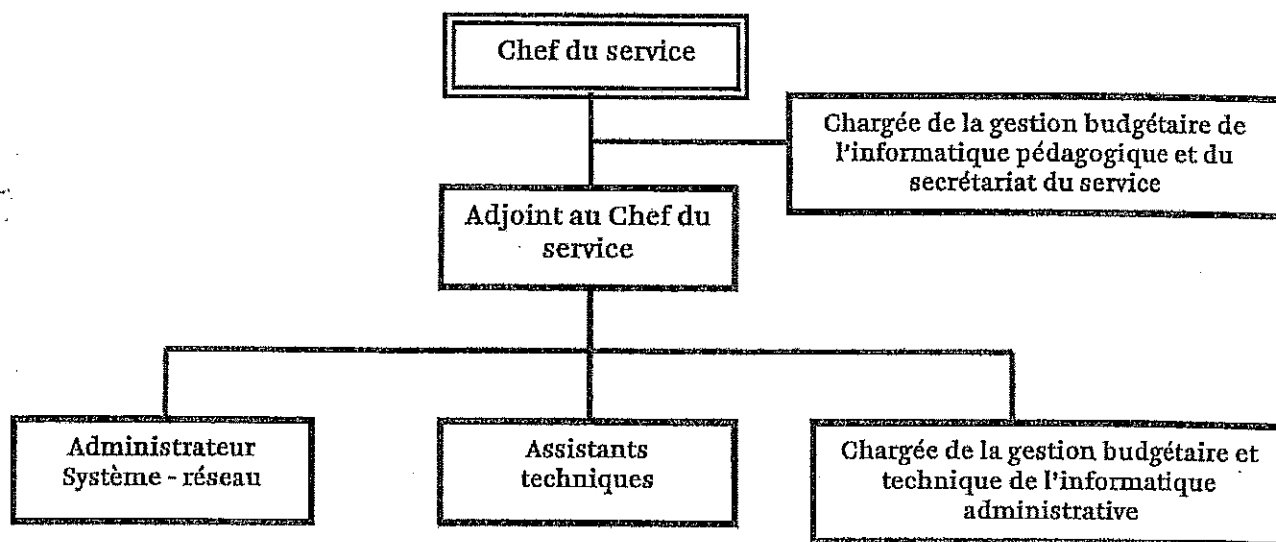 Chef du service
Chargée de la gestion budgétaire de
l'informatique pédagogique et du
secrétariat du service
Adjoint au Chef du
service
Administrateur
Système - réseau
Assistants
techniques
Chargée de la gestion budgétaire et
technique de l'informatique
administrative